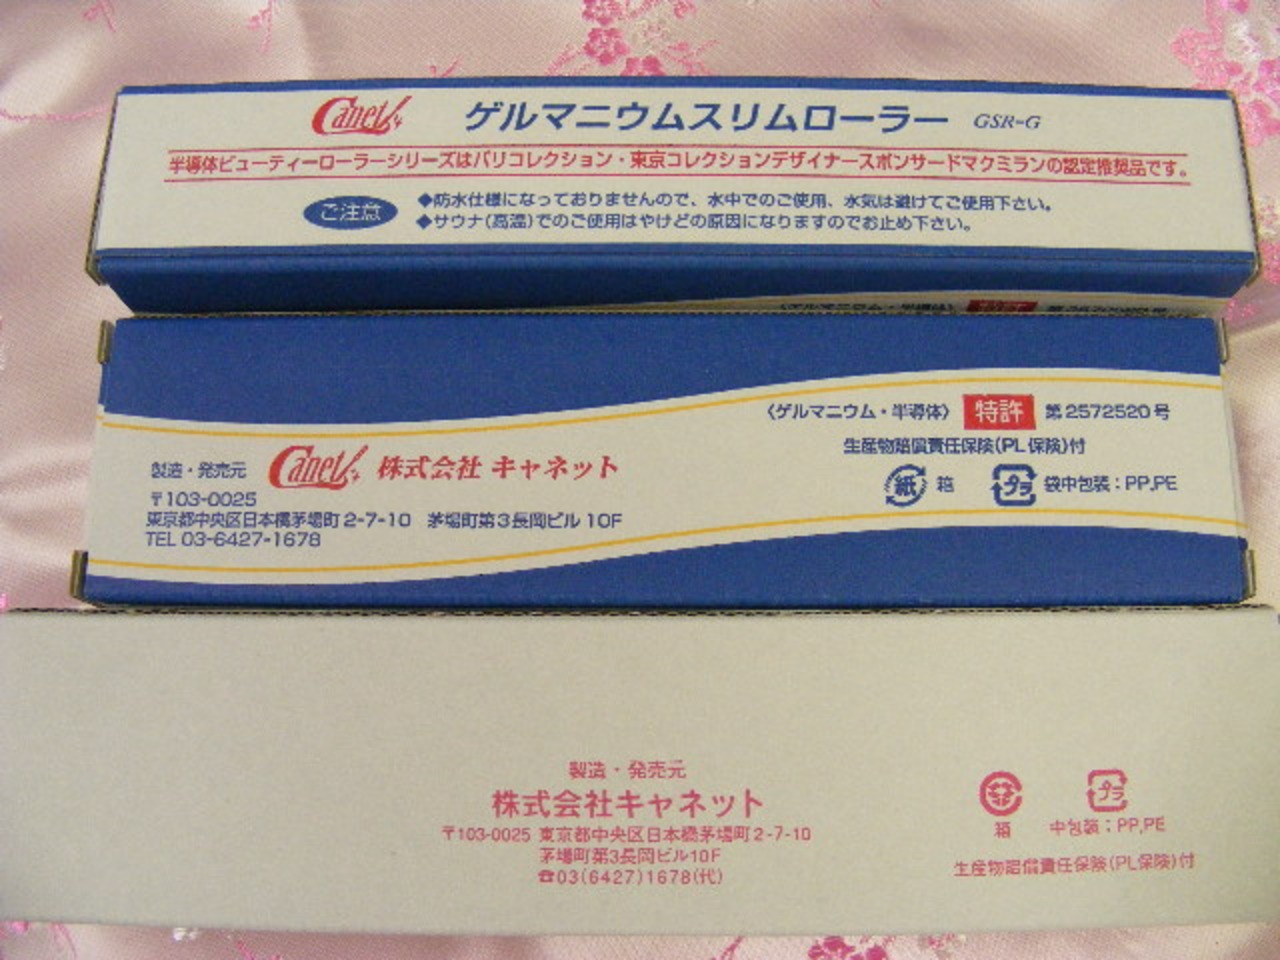 Canet ゲルマニウムスリムローラー GSR-G
半導体ビューティーローラーシリーズはパリコレクション・東京コレクションデザイナースポンサードマクミランの認定推奨品です。
ご注意
◆防水仕様になっておりませんので、水中でのご使用、水気は避けてご使用下さい。
◆サウナ(高温)でのご使用はやけどの原因になりますのでお止め下さい。
〈ゲルマニウム・半導体〉 特許
製造・発売元 Canet 株式会社 キャネット
〒103-0025
東京都中央区日本橋茅場町2-7-10 茅場町第3長岡ビル10F
TEL 03-6427-1678
〈ゲルマニウム・半導体〉 特許 第2572520号
生産物賠償責任保険(PL保険)付
紙 箱 プラ 袋中包装:PP,PE
製造・発売元
株式会社キャネット
〒103-0025 東京都中央区日本橋茅場町2-7-10
茅場町第3長岡ビル10F
☎03(6427)1678(代)
箱 プラ 中包装:PP,PE
生産物賠償責任保険(PL保険)付